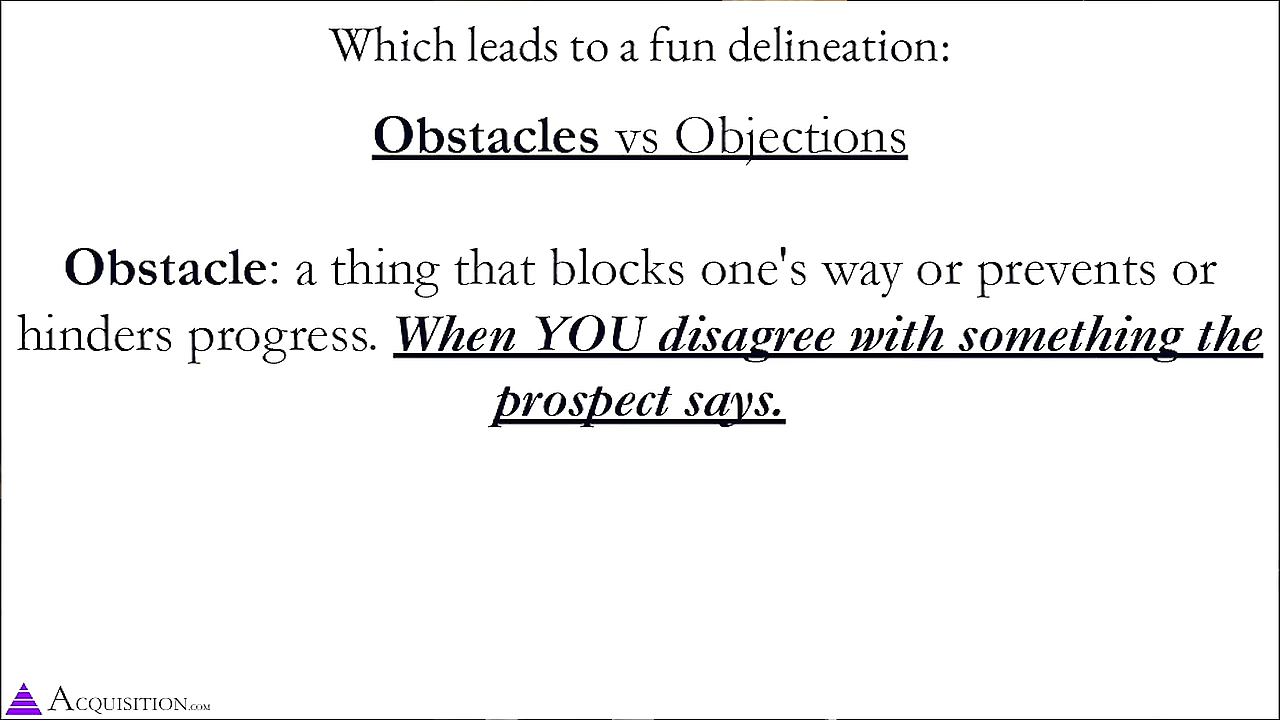 Which leads to a fun delineation:
Obstacles vs Objections
Obstacle: a thing that blocks one's way or prevents or
hinders progress. When YOU disagree with something the
prospect says.
ACQUISITION.COM